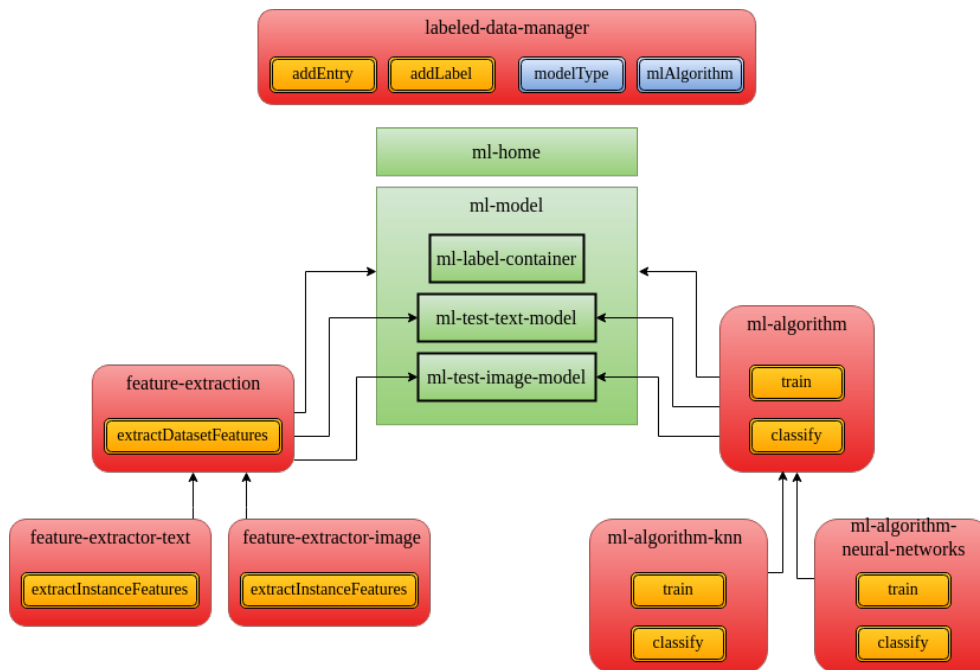 labeled-data-manager
addEntry
addLabel
modelType
mlAlgorithm
ml-home
ml-model
ml-label-container
ml-test-text-model
ml-test-image-model
feature-extraction
extractDatasetFeatures
ml-algorithm
train
classify
feature-extractor-text
extractInstanceFeatures
feature-extractor-image
extractInstanceFeatures
ml-algorithm-knn
train
classify
ml-algorithm-
neural-networks
train
classify